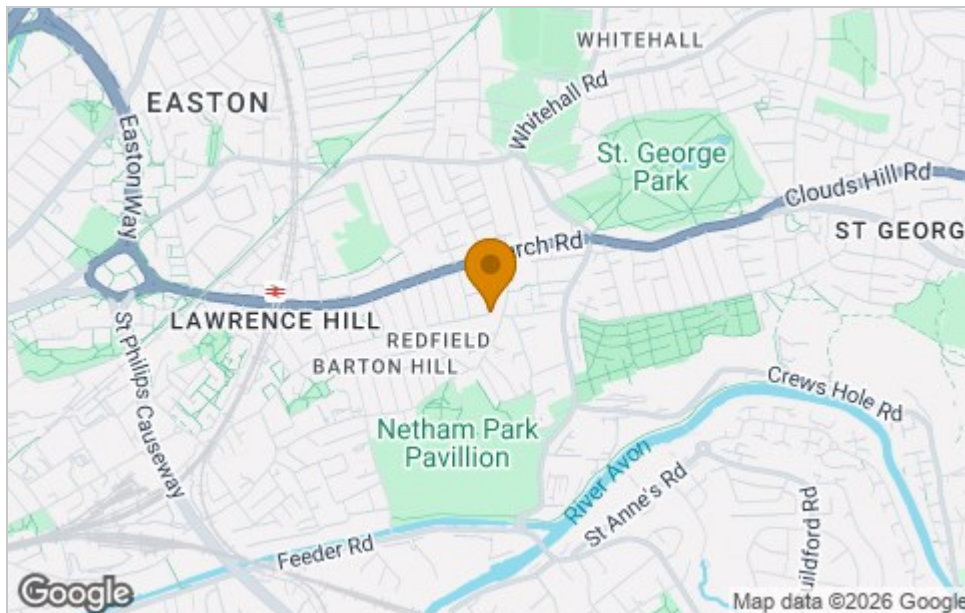 WHITEHALL
EASTON
Whitehall Rd
Easton Way
St. George
Park
Clouds Hill Rd
urch Rd
ST GEORG
LAWRENCE HILL
REDFIELD
BARTON HILL
St Philips Causeway
Crews Hole Rd
Netham Park
Pavillion
River Avon
St Anne's Rd
uildford Rd
Feeder Rd
Google
Map data ©2026 Google